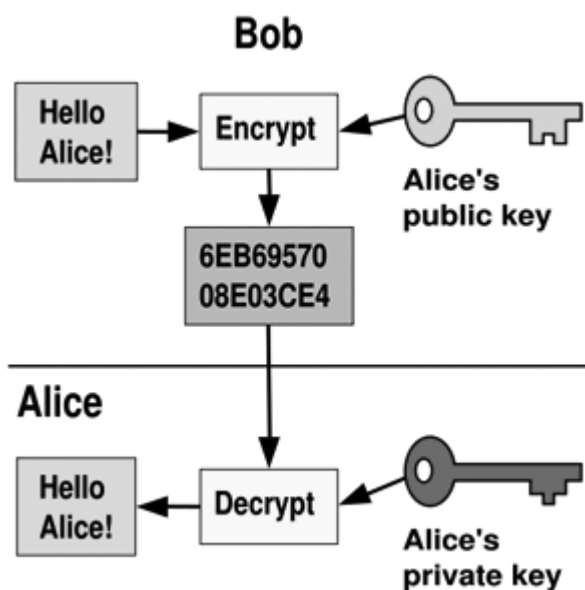 Bob
Hello
Alice!
Encrypt
Alice's
public key
6EB69570
08E03CE4
Alice
Hello
Alice!
Decrypt
Alice's
private key